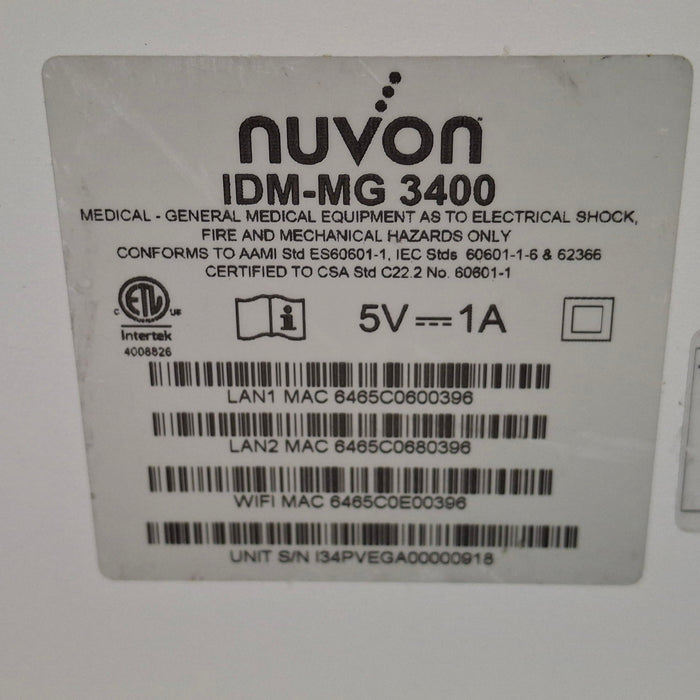 nuvon
IDM-MG 3400
MEDICAL - GENERAL MEDICAL EQUIPMENT AS TO ELECTRICAL SHOCK,
FIRE AND MECHANICAL HAZARDS ONLY
CONFORMS TO AAMI Std ES60601-1, IEC Stds 60601-1-6 & 62366
CERTIFIED TO CSA Std C22.2 No. 60601-1
C ETL US
Intertek
4008826
i
5V 1A
LAN1 MAC 6465C0600396
LAN2 MAC 6465C0680396
WIFI MAC 6465C0E00396
UNIT S/N I34PVEGA00000918